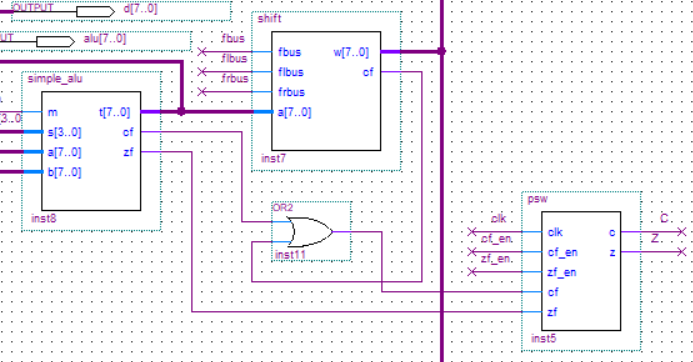 OUTPUT
d[7..0]
UT
alu[7..0]
shift
fbus
flbus
frbus
fbus
flbus
frbus
a[7..0]
w[7..0]
cf
inst7
simple_alu
[3..0
m
s[3..0]
a[7..0]
b[7..0]
t[7..0]
cf
zf
inst8
OR2
inst11
psw
clk
cf_en
zf_en
clk
cf_en
zf_en
cf
zf
c
z
C
Z
inst5